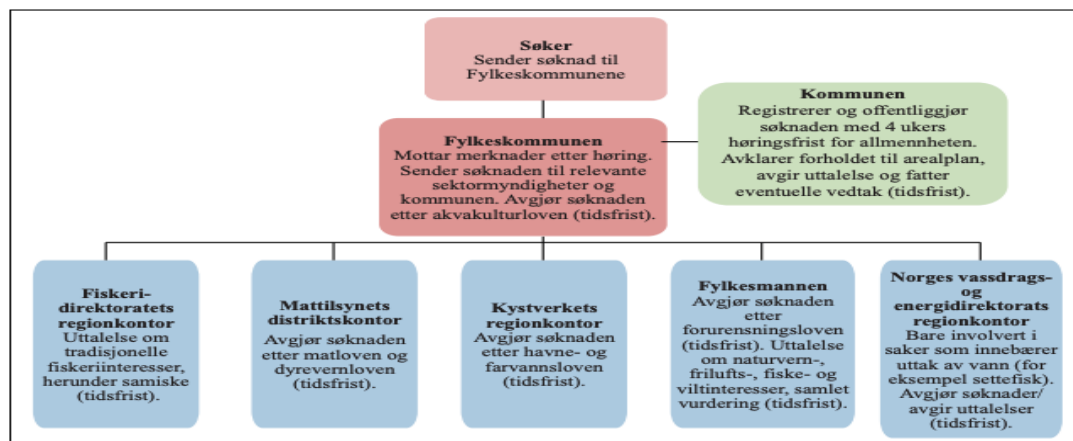 Søker
Sender søknad til
Fylkeskommunene
Kommunen
Registrerer og offentliggjør
søknaden med 4 ukers
høringsfrist for allmennheten.
Avklarer forholdet til arealplan,
avgir uttalelse og fatter
eventuelle vedtak (tidsfrist).
Fylkeskommunen
Mottar merknader etter høring.
Sender søknaden til relevante
sektormyndigheter og
kommunen. Avgjør søknaden
etter akvakulturloven (tidsfrist).
Fiskeri-
direktoratets
regionkontor
Uttalelse om
tradisjonelle
fiskeriinteresser,
herunder samiske
(tidsfrist).
Mattilsynets
distriktskontor
Avgjør søknaden
etter matloven og
dyrevernloven
(tidsfrist).
Kystverkets
regionkontor
Avgjør søknaden
etter havne- og
farvannsloven
(tidsfrist).
Fylkesmannen
Avgjør søknaden
etter
forurensningsloven
(tidsfrist). Uttalelse
om naturvern-,
frilufts-, fiske- og
viltinteresser, samlet
vurdering (tidsfrist).
Norges vassdrags-
og
energidirektorats
regionkontor
Bare involvert i
saker som innebærer
uttak av vann (for
eksempel settefisk).
Avgjør søknader/
avgir uttalelser
(tidsfrist).